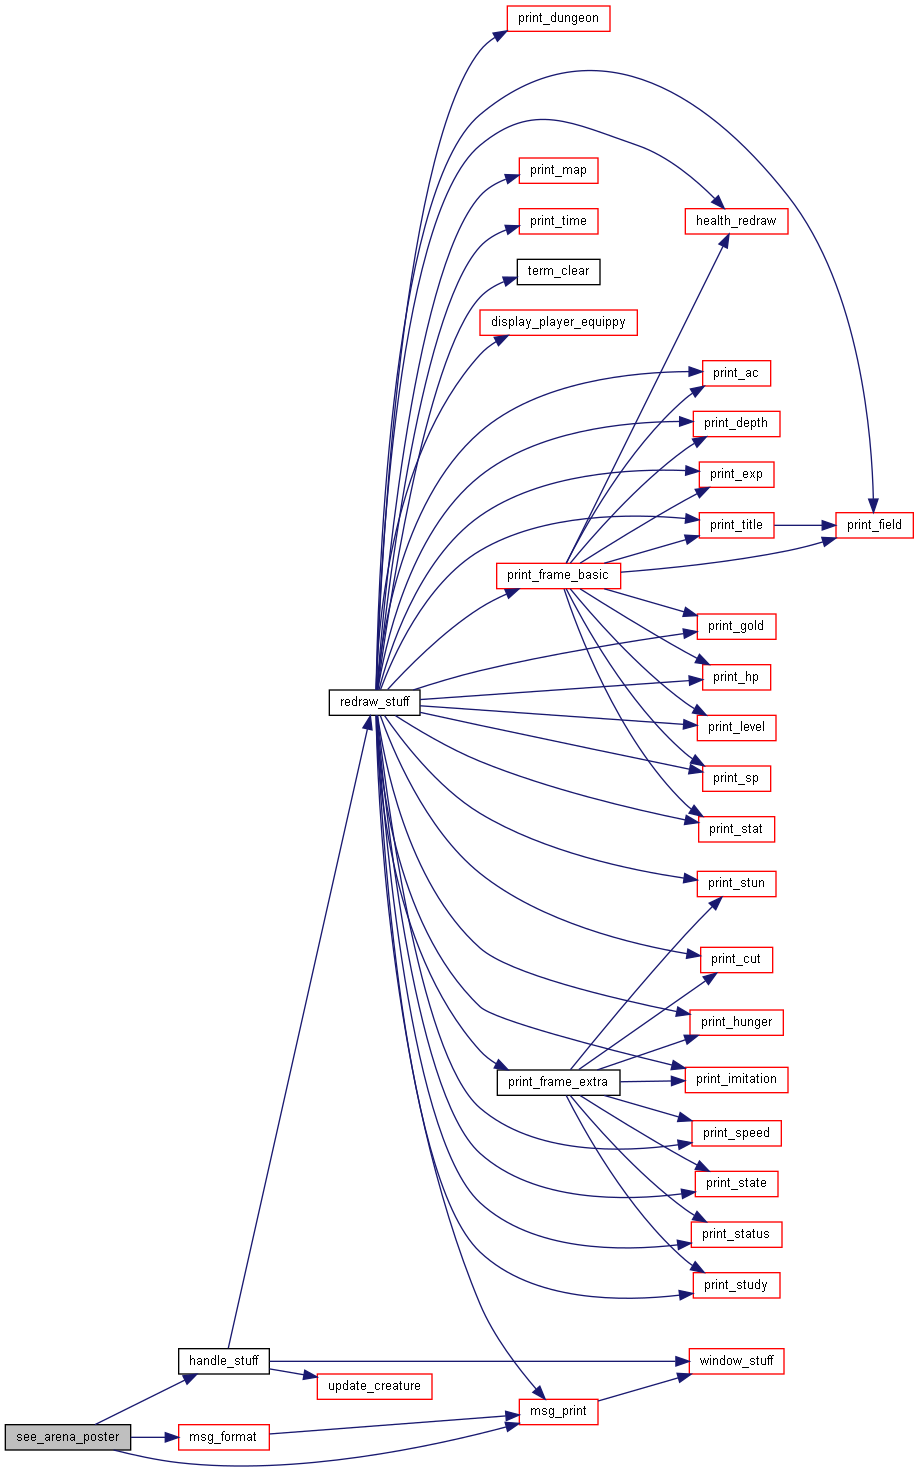 print_dungeon
print_map
health_redraw
print_time
term_clear
display_player_equippy
print_ac
print_depth
print_exp
print_title
print_field
print_frame_basic
print_gold
print_hp
redraw_stuff
print_level
print_sp
print_stat
print_stun
print_cut
print_hunger
print_imitation
print_frame_extra
print_speed
print_state
print_status
print_study
handle_stuff
window_stuff
update_creature
msg_print
see_arena_poster
msg_format